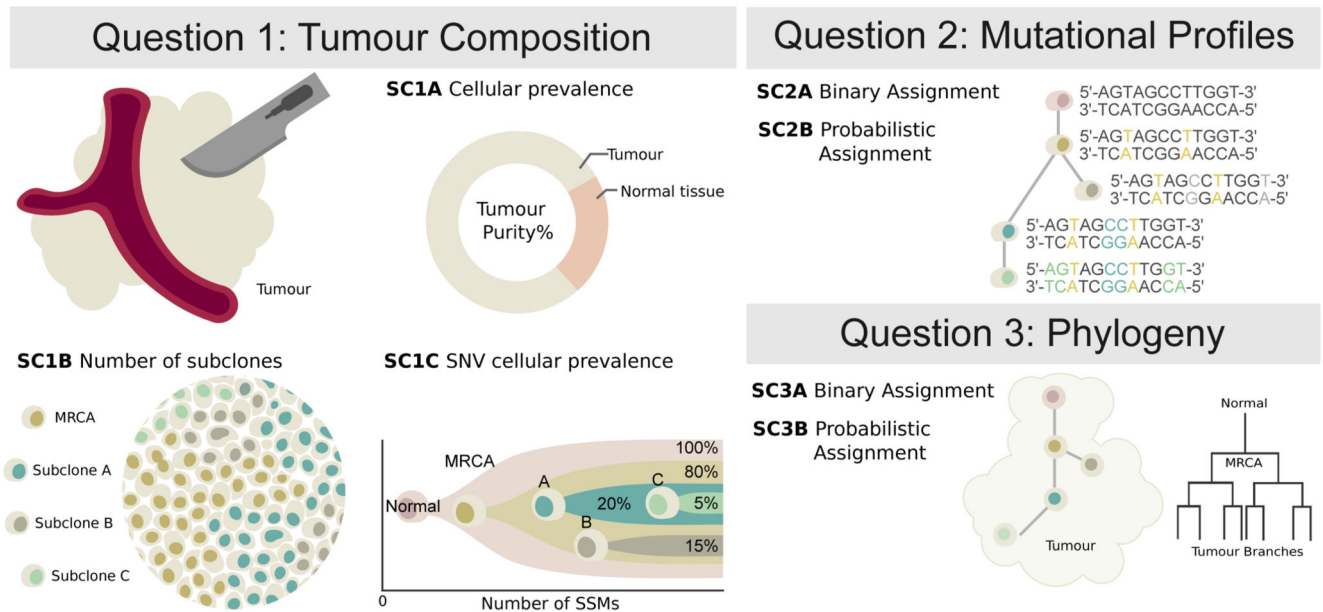 Question 1: Tumour Composition
SC1A Cellular prevalence
Tumour
Normal tissue
Tumour
Purity%
Tumour
SC1B Number of subclones
MRCA
Subclone A
Subclone B
Subclone C
SC1C SNV cellular prevalence
100%
MRCA
80%
A
C
Normal
20%
5%
B
15%
0
Number of SSMs
Question 2: Mutational Profiles
SC2A Binary Assignment
SC2B Probabilistic
Assignment
5'-AGTAGCCTTGGT-3'
3'-TCATCGGAACCA-5'
5'-AGTAGCCTTGGT-3'
3'-TCATCGGAACCA-5'
5'-AGTAGCCTTGGT-3'
3'-TCATCGGAACCA-5'
5'-AGTAGCCTTGGT-3'
3'-TCATCGGAACCA-5'
5'-AGTAGCCTTGGT-3'
3'-TCATCGGAACCA-5'
Question 3: Phylogeny
SC3A Binary Assignment
SC3B Probabilistic
Assignment
Tumour
Normal
MRCA
Tumour Branches